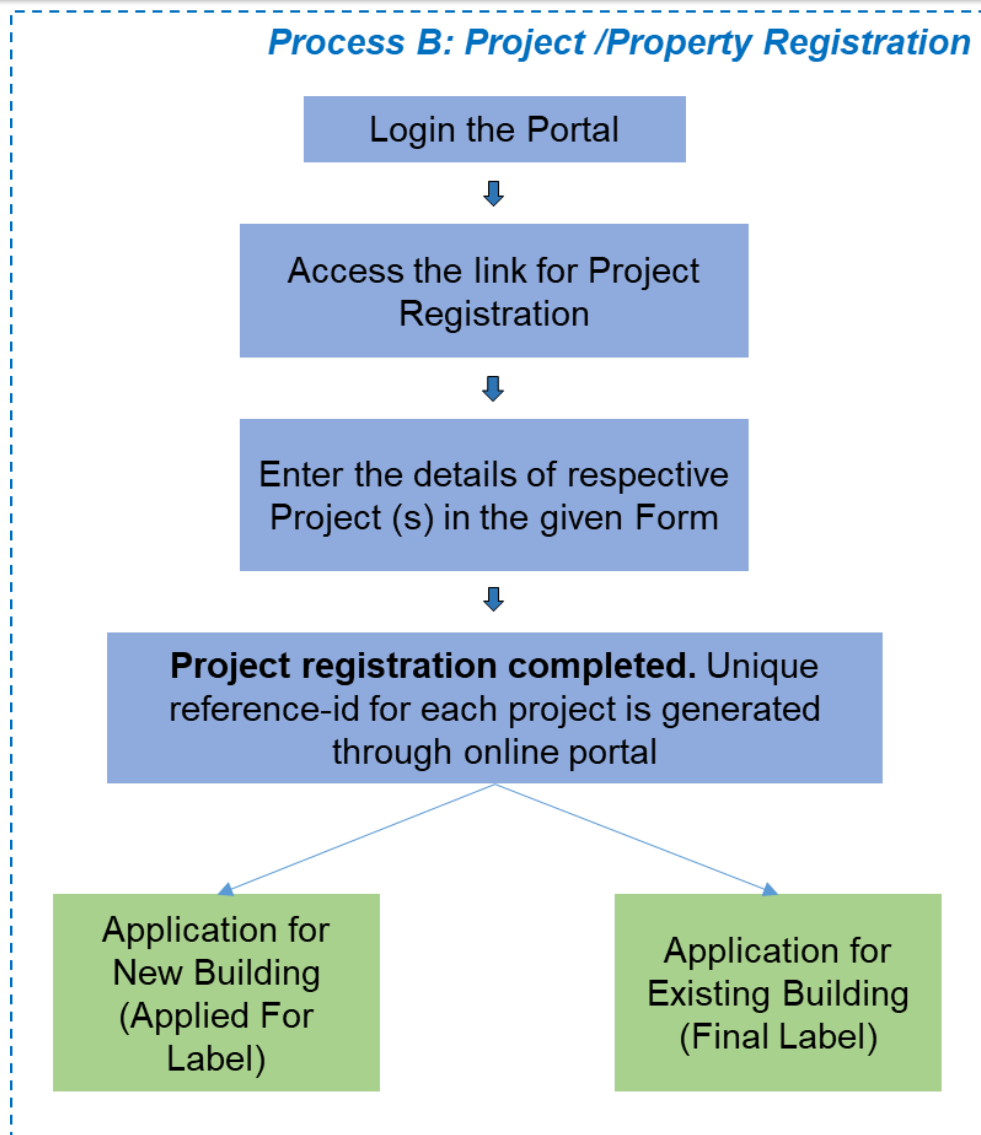 Process B: Project /Property Registration
Login the Portal
Access the link for Project
Registration
Enter the details of respective
Project (s) in the given Form
Project registration completed. Unique
reference-id for each project is generated
through online portal
Application for
New Building
(Applied For
Label)
Application for
Existing Building
(Final Label)